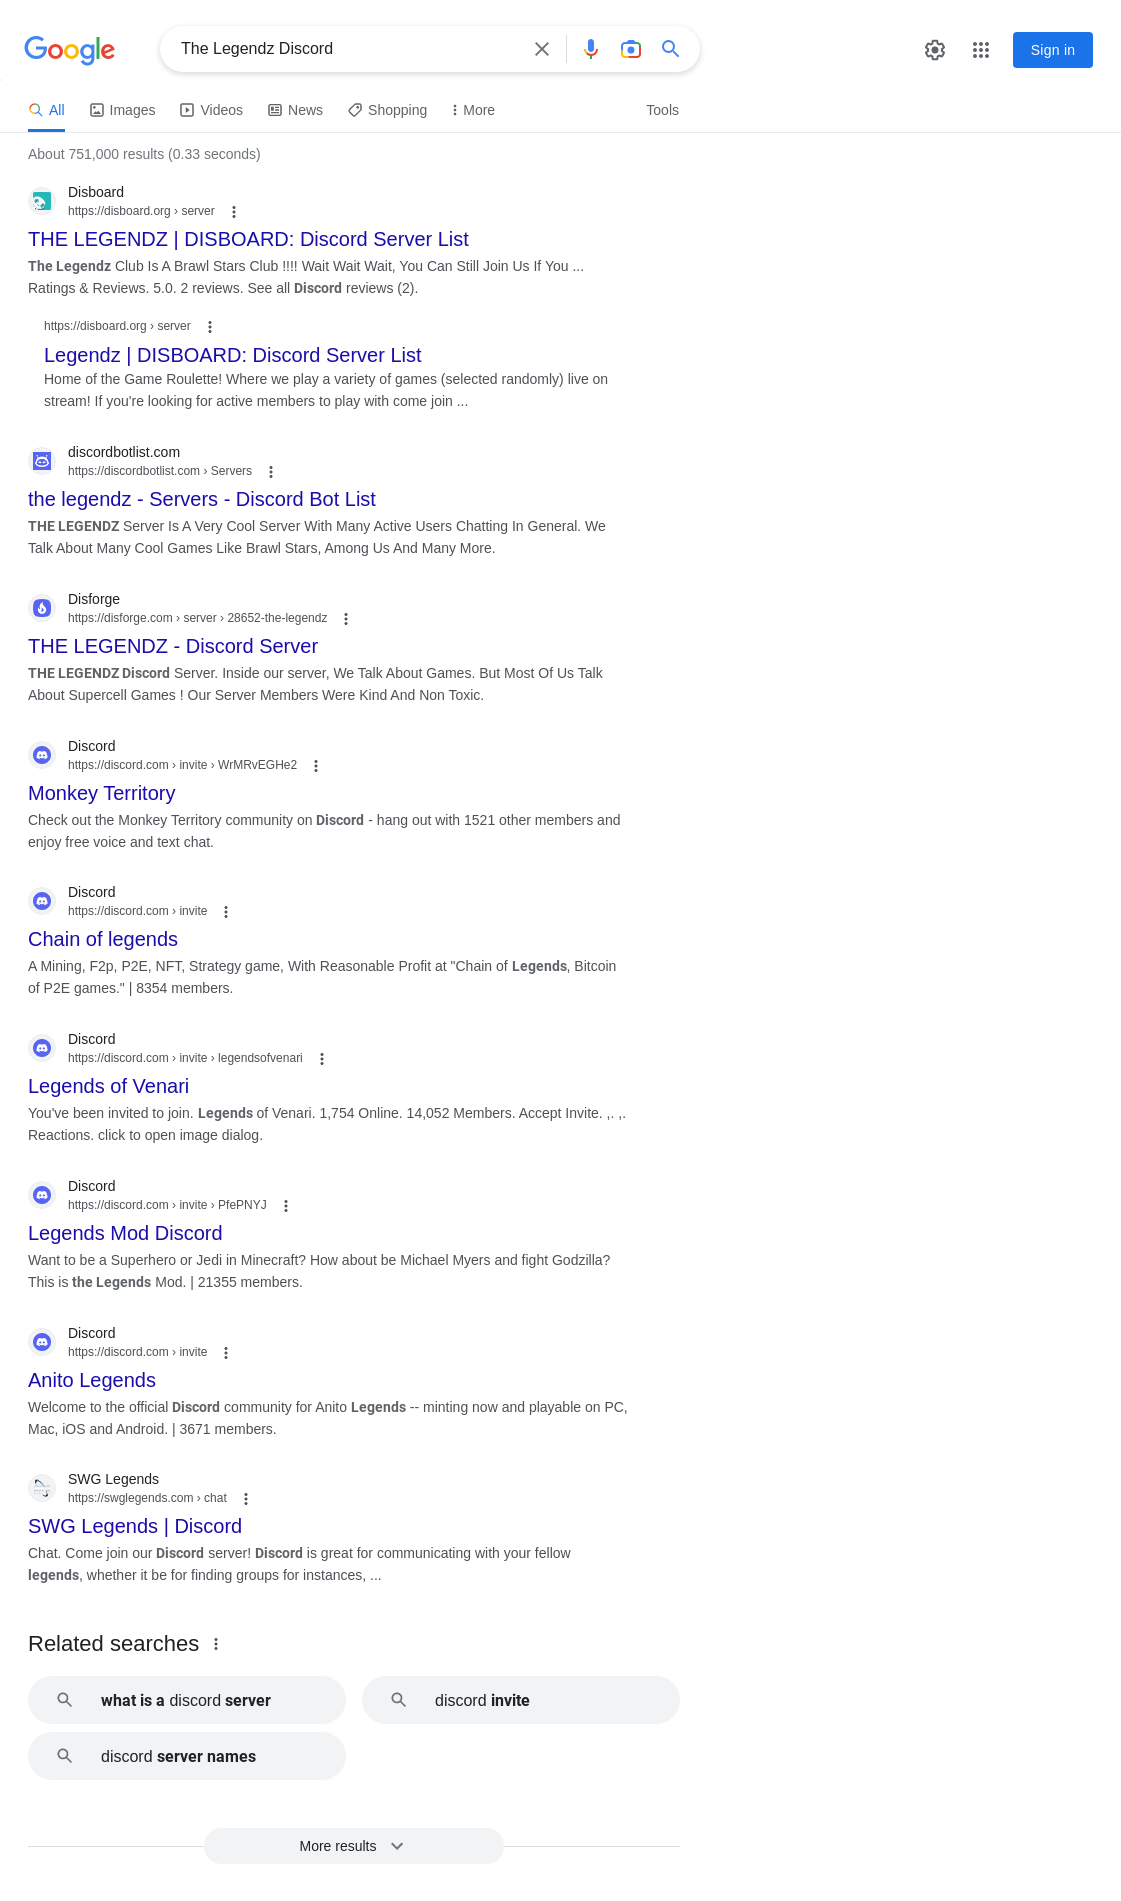 Google
The Legendz Discord
Sign in
All Images Videos News Shopping More Tools
About 751,000 results (0.33 seconds)
Disboard
https://disboard.org › server
THE LEGENDZ | DISBOARD: Discord Server List
The Legendz Club Is A Brawl Stars Club !!!! Wait Wait Wait, You Can Still Join Us If You ...
Ratings & Reviews. 5.0. 2 reviews. See all Discord reviews (2).
https://disboard.org › server
Legendz | DISBOARD: Discord Server List
Home of the Game Roulette! Where we play a variety of games (selected randomly) live on
stream! If you're looking for active members to play with come join ...
discordbotlist.com
https://discordbotlist.com › Servers
the legendz - Servers - Discord Bot List
THE LEGENDZ Server Is A Very Cool Server With Many Active Users Chatting In General. We
Talk About Many Cool Games Like Brawl Stars, Among Us And Many More.
Disforge
https://disforge.com › server › 28652-the-legendz
THE LEGENDZ - Discord Server
THE LEGENDZ Discord Server. Inside our server, We Talk About Games. But Most Of Us Talk
About Supercell Games ! Our Server Members Were Kind And Non Toxic.
Discord
https://discord.com › invite › WrMRvEGHe2
Monkey Territory
Check out the Monkey Territory community on Discord - hang out with 1521 other members and
enjoy free voice and text chat.
Discord
https://discord.com › invite
Chain of legends
A Mining, F2p, P2E, NFT, Strategy game, With Reasonable Profit at "Chain of Legends, Bitcoin
of P2E games." | 8354 members.
Discord
https://discord.com › invite › legendsofvenari
Legends of Venari
You've been invited to join. Legends of Venari. 1,754 Online. 14,052 Members. Accept Invite. ,. ,.
Reactions. click to open image dialog.
Discord
https://discord.com › invite › PfePNYJ
Legends Mod Discord
Want to be a Superhero or Jedi in Minecraft? How about be Michael Myers and fight Godzilla?
This is the Legends Mod. | 21355 members.
Discord
https://discord.com › invite
Anito Legends
Welcome to the official Discord community for Anito Legends -- minting now and playable on PC,
Mac, iOS and Android. | 3671 members.
SWG Legends
https://swglegends.com › chat
SWG Legends | Discord
Chat. Come join our Discord server! Discord is great for communicating with your fellow
legends, whether it be for finding groups for instances, ...
Related searches
what is a discord server
discord invite
discord server names
More results